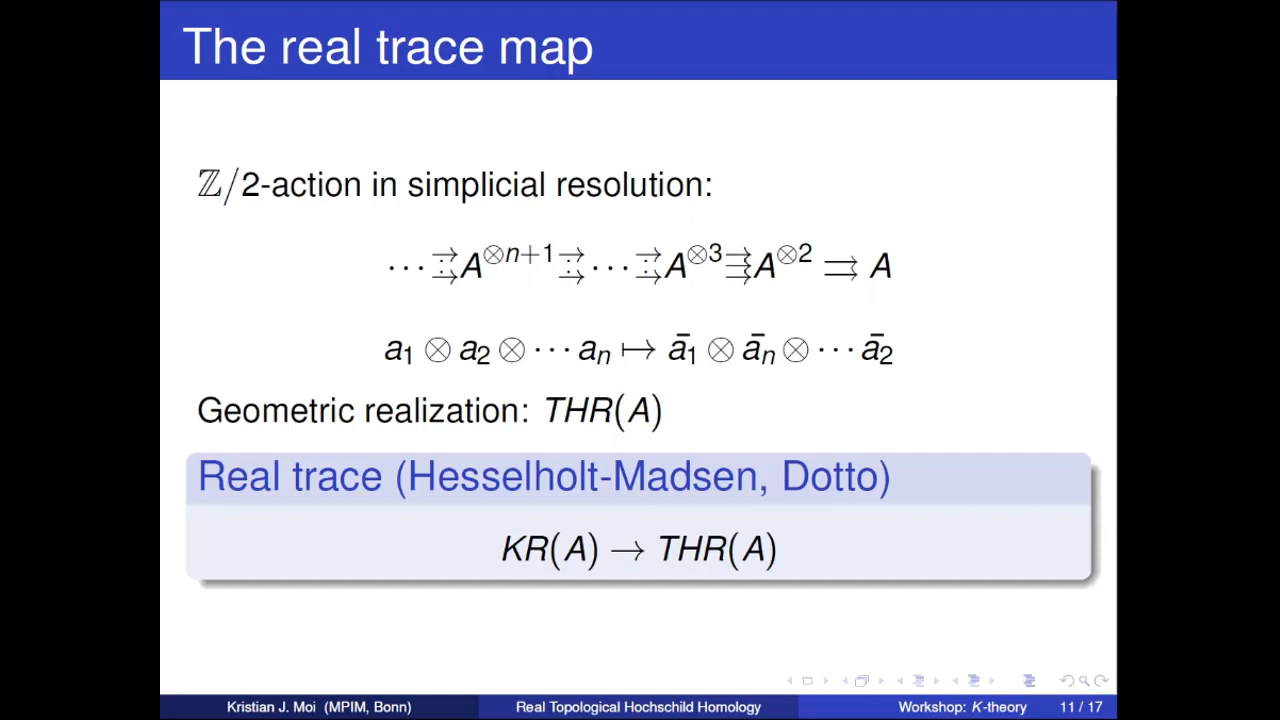 The real trace map
ℤ/2-action in simplicial resolution:
⋯ ⇉ A^{⊗n+1} ⇉ ⋯ ⇉ A^{⊗3} ⇶ A^{⊗2} ⇉ A
a₁ ⊗ a₂ ⊗ ⋯ aₙ ↦ ā₁ ⊗ āₙ ⊗ ⋯ ā₂
Geometric realization: THR(A)
Real trace (Hesselholt-Madsen, Dotto)
KR(A) → THR(A)
Kristian J. Moi (MPIM, Bonn) Real Topological Hochschild Homology Workshop: K-theory 11 / 17